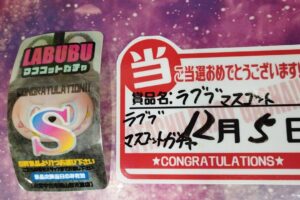 LABUBU
マスコットガチャ
CONGRATULATIONS!
S
当
ご当選おめでとうございます!
賞品名:ラブブマスコット
ラブブ
マスコットガチャ
12月5日
★CONGRATULATIONS★